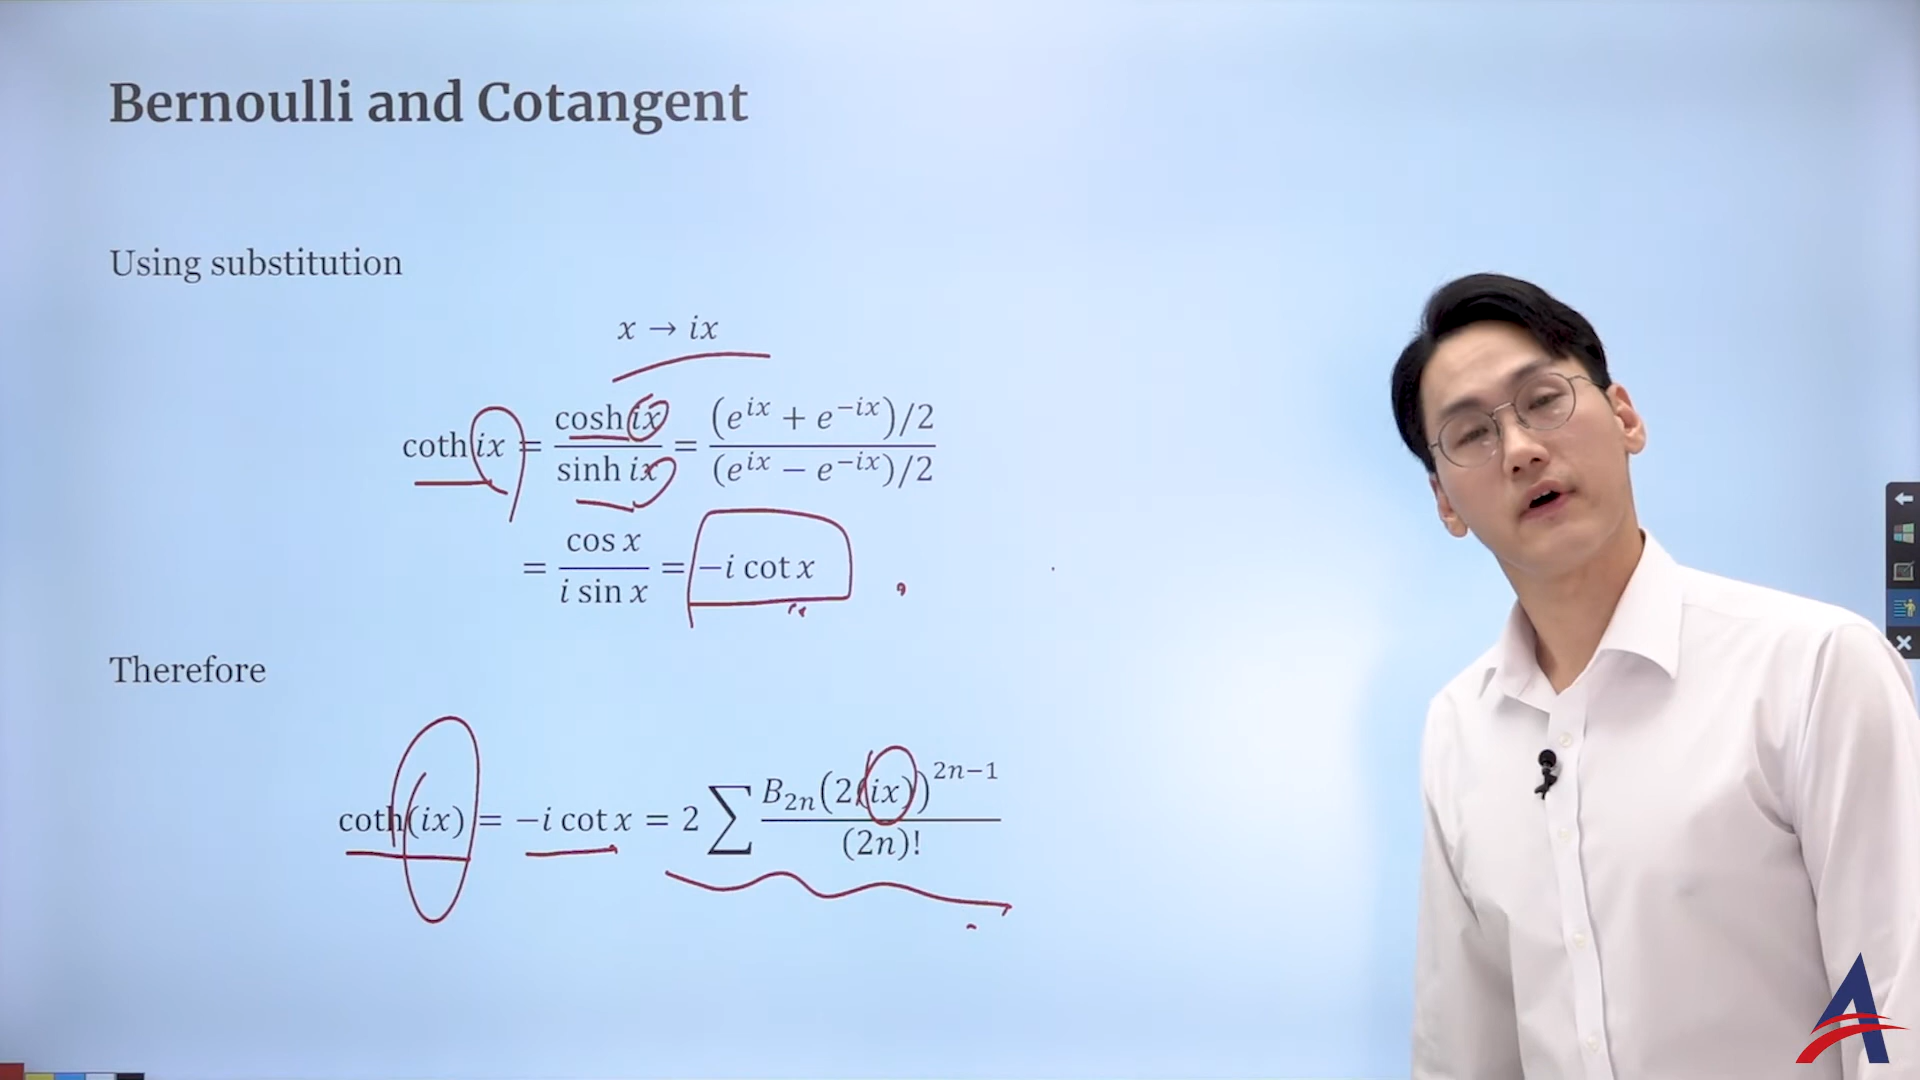 Bernoulli and Cotangent
Using substitution
x → ix
coth ix = cosh ix / sinh ix = (e^{ix} + e^{−ix})/2 / (e^{ix} − e^{−ix})/2
= cos x / i sin x = −i cot x
Therefore
coth(ix) = −i cot x = 2 ∑ B_{2n}(2(ix))^{2n−1} / (2n)!